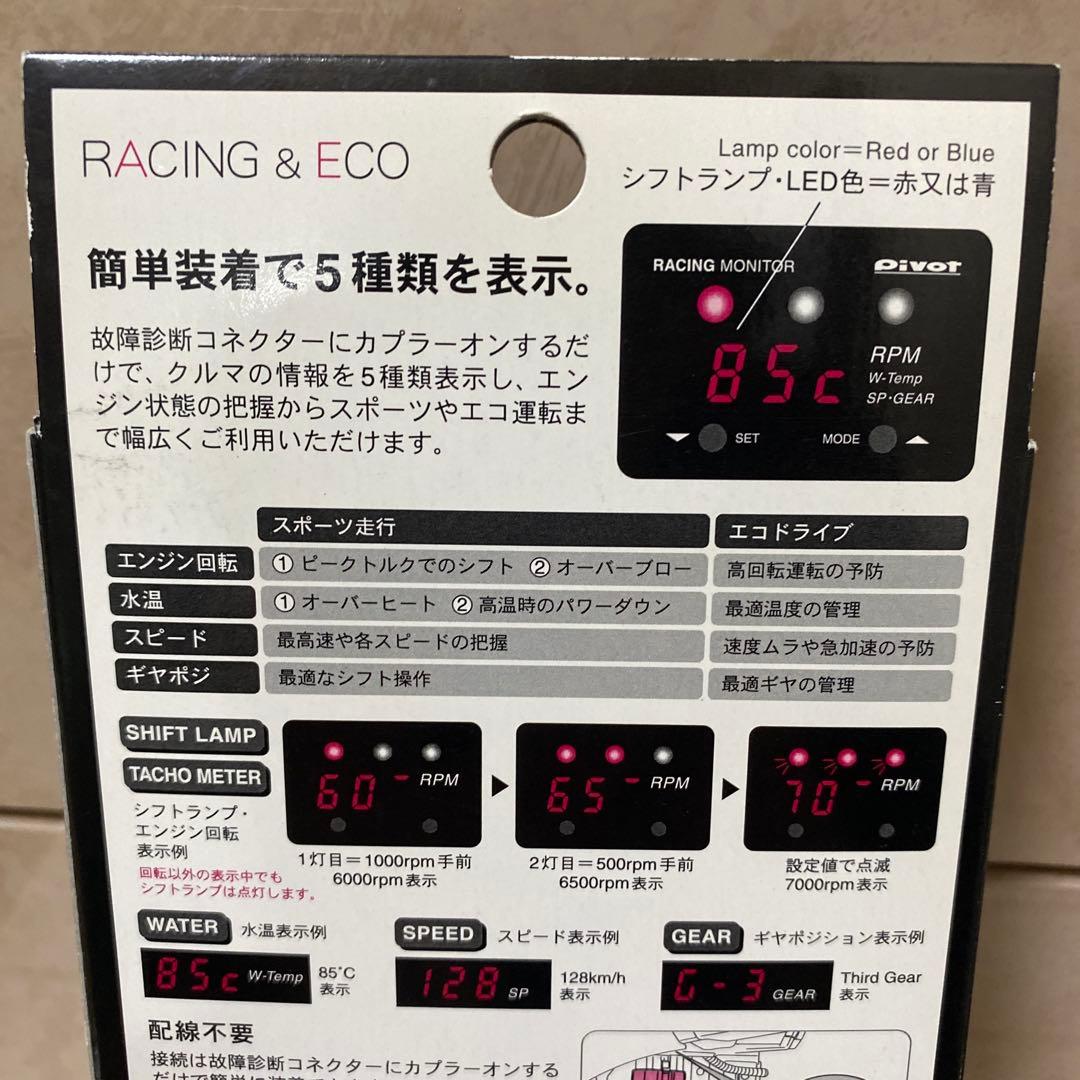 RACING & ECO
Lamp color=Red or Blue
シフトランプ・LED色=赤又は青
簡単装着で5種類を表示。
故障診断コネクターにカプラーオンするだ
けで、クルマの情報を5種類表示し、エン
ジン状態の把握からスポーツやエコ運転ま
で幅広くご利用いただけます。
RACING MONITOR
Pivot
85c
RPM
W-Temp
SP・GEAR
SET
MODE
スポーツ走行
エコドライブ
エンジン回転
①ピークトルクでのシフト ②オーバーブロー
高回転運転の予防
水温
①オーバーヒート ②高温時のパワーダウン
最適温度の管理
スピード
最高速や各スピードの把握
速度ムラや急加速の予防
ギヤポジ
最適なシフト操作
最適ギヤの管理
SHIFT LAMP
TACHO METER
シフトランプ・
エンジン回転
表示例
回転以外の表示中でも
シフトランプは点灯します。
60 - RPM
1灯目=1000rpm手前
6000rpm表示
65 - RPM
2灯目=500rpm手前
6500rpm表示
70 - RPM
設定値で点滅
7000rpm表示
WATER 水温表示例
85c W-Temp
85°C
表示
SPEED スピード表示例
128 SP
128km/h
表示
GEAR ギヤポジション表示例
G-3 GEAR
Third Gear
表示
配線不要
接続は故障診断コネクターにカプラーオンする